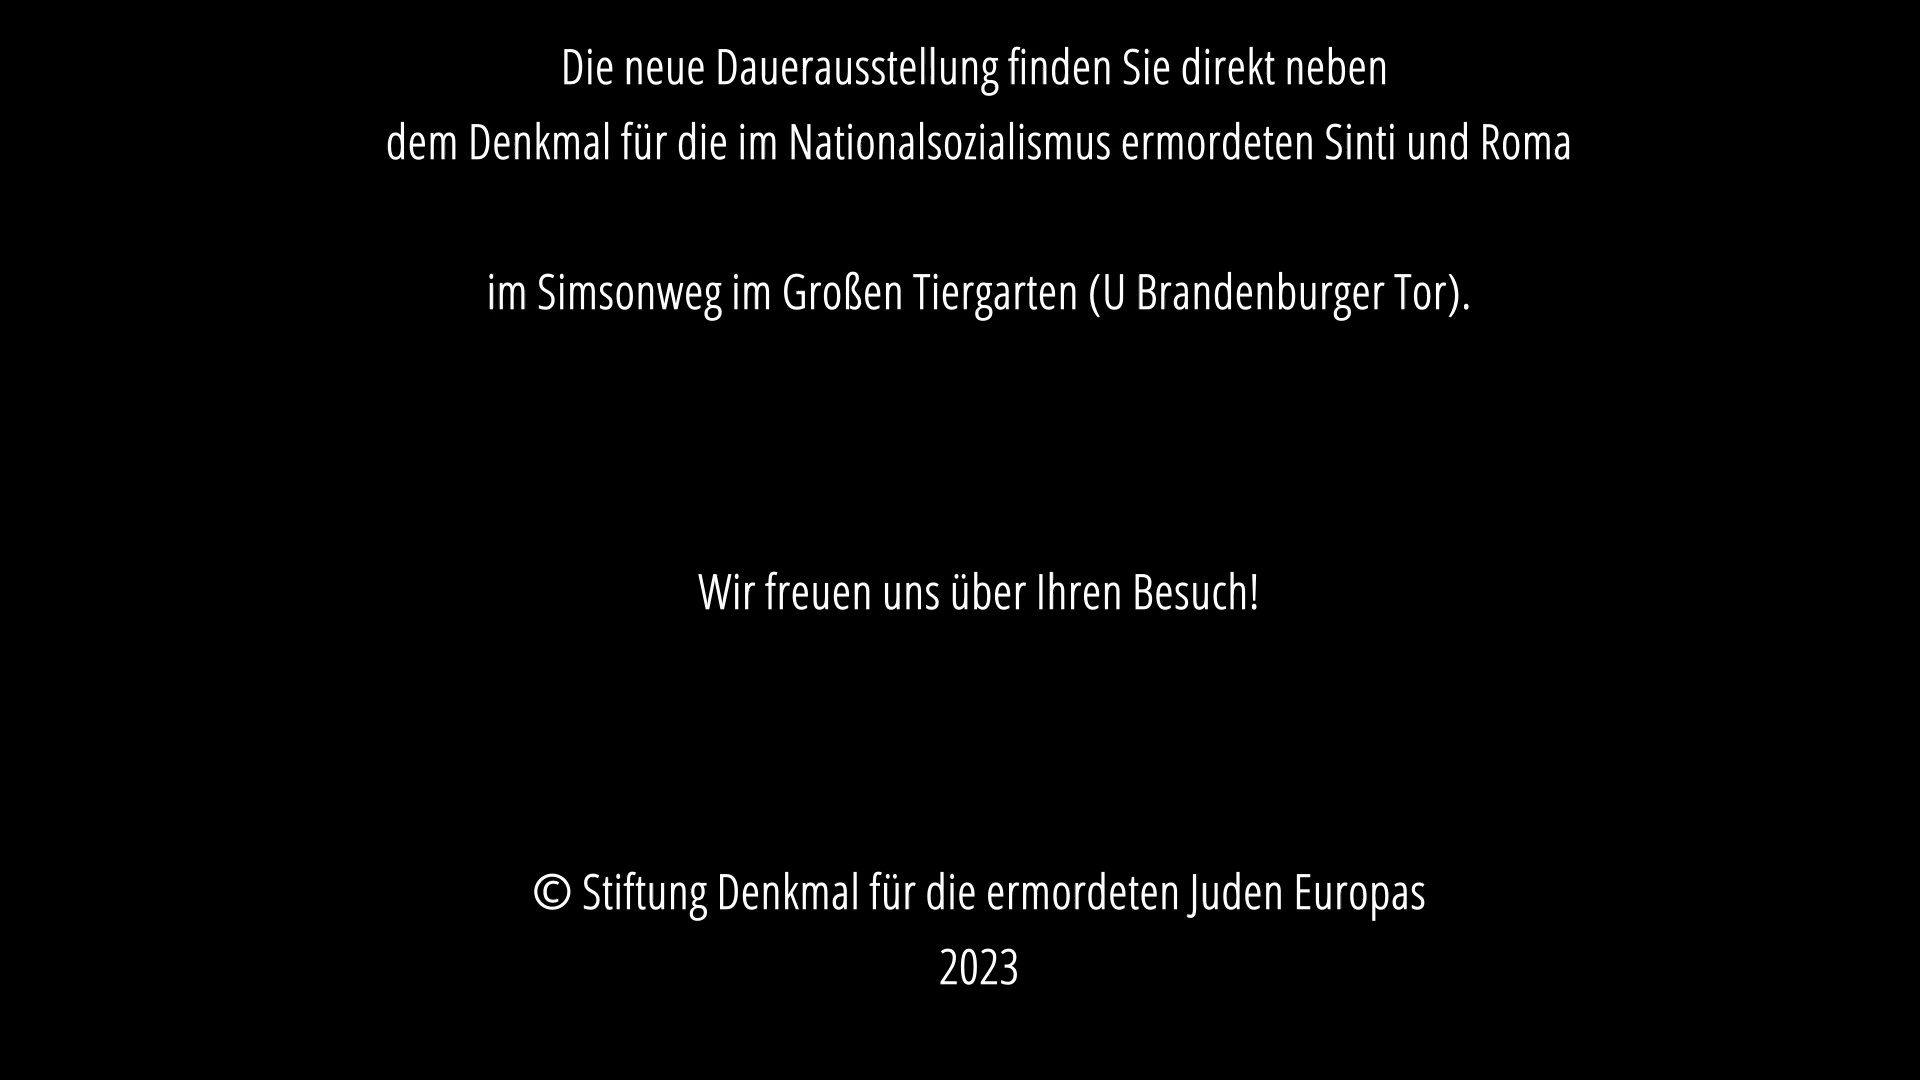 Die neue Dauerausstellung finden Sie direkt neben
dem Denkmal für die im Nationalsozialismus ermordeten Sinti und Roma
im Simsonweg im Großen Tiergarten (U Brandenburger Tor).
Wir freuen uns über Ihren Besuch!
© Stiftung Denkmal für die ermordeten Juden Europas
2023